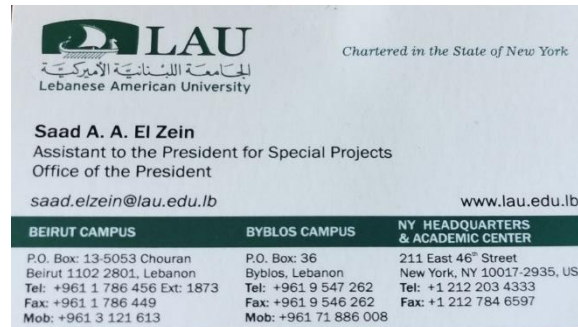 LAU
Chartered in the State of New York
الجامعة اللبنانية الأميركية
Lebanese American University
Saad A. A. El Zein
Assistant to the President for Special Projects
Office of the President
saad.elzein@lau.edu.lb
www.lau.edu.lb
BEIRUT CAMPUS
P.O. Box: 13-5053 Chouran
Beirut 1102 2801, Lebanon
Tel: +961 1 786 456 Ext: 1873
Fax: +961 1 786 449
Mob: +961 3 121 613
BYBLOS CAMPUS
P.O. Box: 36
Byblos, Lebanon
Tel: +961 9 547 262
Fax: +961 9 546 262
Mob: +961 71 886 008
NY HEADQUARTERS
& ACADEMIC CENTER
211 East 46th Street
New York, NY 10017-2935, US
Tel: +1 212 203 4333
Fax: +1 212 784 6597